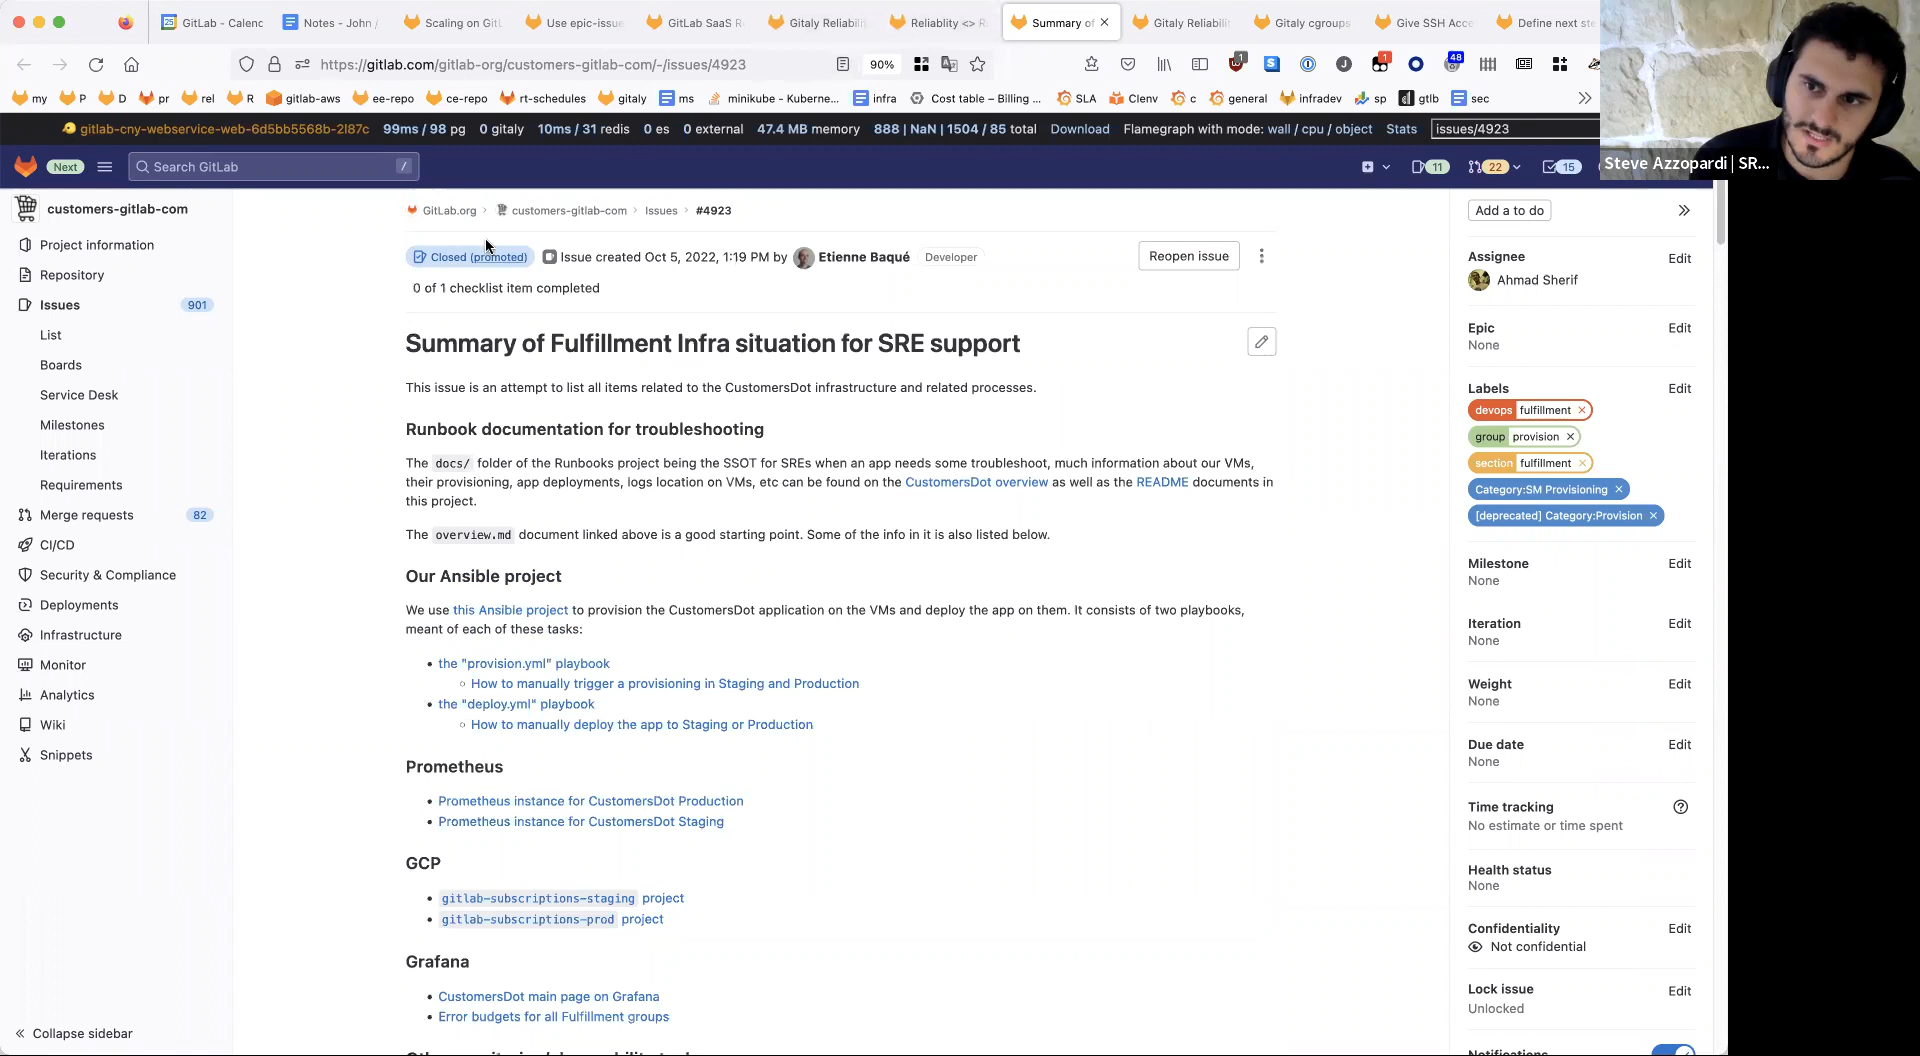 GitLab - Calenc
Notes - John /
Scaling on GitL
Use epic-issue
GitLab SaaS R
Gitaly Reliabili
Reliablity <> R
Summary of
Gitaly Reliabili
Gitaly cgroups
Give SSH Acce
Define next ste
https://gitlab.com/gitlab-org/customers-gitlab-com/-/issues/4923
90%
1
1
48
my
P
D
pr
rel
R
gitlab-aws
ee-repo
ce-repo
rt-schedules
gitaly
ms
minikube - Kuberne...
infra
Cost table – Billing ...
SLA
Clenv
c
general
infradev
sp
gtlb
sec
gitlab-cny-webservice-web-6d5bb5568b-2l87c 99ms / 98 pg 0 gitaly 10ms / 31 redis 0 es 0 external 47.4 MB memory 888 | NaN | 1504 / 85 total Download Flamegraph with mode: wall / cpu / object Stats issues/4923
Next
Search GitLab
/
11
22
15
Steve Azzopardi | SR...
customers-gitlab-com
Project information
Repository
Issues 901
List
Boards
Service Desk
Milestones
Iterations
Requirements
Merge requests 82
CI/CD
Security & Compliance
Deployments
Infrastructure
Monitor
Analytics
Wiki
Snippets
Collapse sidebar
GitLab.org › customers-gitlab-com › Issues › #4923
Closed (promoted) Issue created Oct 5, 2022, 1:19 PM by Etienne Baqué Developer
Reopen issue
0 of 1 checklist item completed
Summary of Fulfillment Infra situation for SRE support
This issue is an attempt to list all items related to the CustomersDot infrastructure and related processes.
Runbook documentation for troubleshooting
The docs/ folder of the Runbooks project being the SSOT for SREs when an app needs some troubleshoot, much information about our VMs,
their provisioning, app deployments, logs location on VMs, etc can be found on the CustomersDot overview as well as the README documents in
this project.
The overview.md document linked above is a good starting point. Some of the info in it is also listed below.
Our Ansible project
We use this Ansible project to provision the CustomersDot application on the VMs and deploy the app on them. It consists of two playbooks,
meant of each of these tasks:
• the "provision.yml" playbook
◦ How to manually trigger a provisioning in Staging and Production
• the "deploy.yml" playbook
◦ How to manually deploy the app to Staging or Production
Prometheus
• Prometheus instance for CustomersDot Production
• Prometheus instance for CustomersDot Staging
GCP
• gitlab-subscriptions-staging project
• gitlab-subscriptions-prod project
Grafana
• CustomersDot main page on Grafana
• Error budgets for all Fulfillment groups
Add a to do
Assignee Edit
Ahmad Sherif
Epic Edit
None
Labels Edit
devops fulfillment
group provision
section fulfillment
Category:SM Provisioning
[deprecated] Category:Provision
Milestone Edit
None
Iteration Edit
None
Weight Edit
None
Due date Edit
None
Time tracking
No estimate or time spent
Health status
None
Confidentiality Edit
Not confidential
Lock issue Edit
Unlocked
Notifications